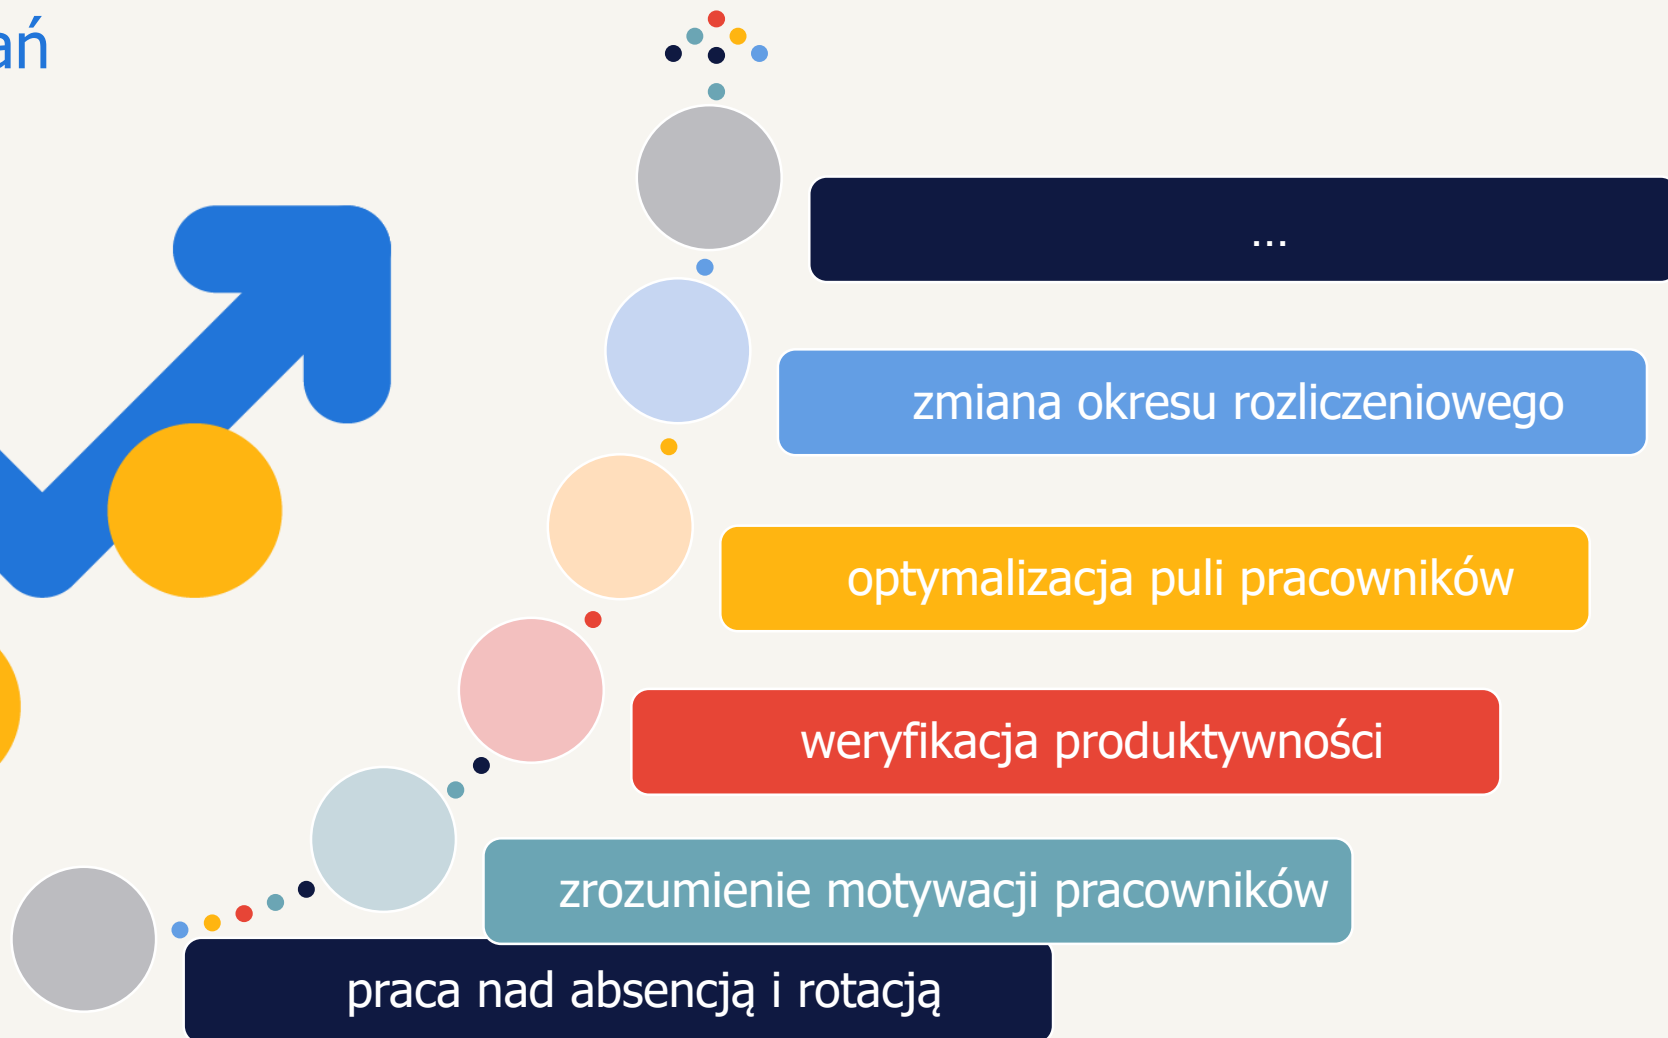 ań
...
zmiana okresu rozliczeniowego
optymalizacja puli pracowników
weryfikacja produktywności
zrozumienie motywacji pracowników
praca nad absencją i rotacją